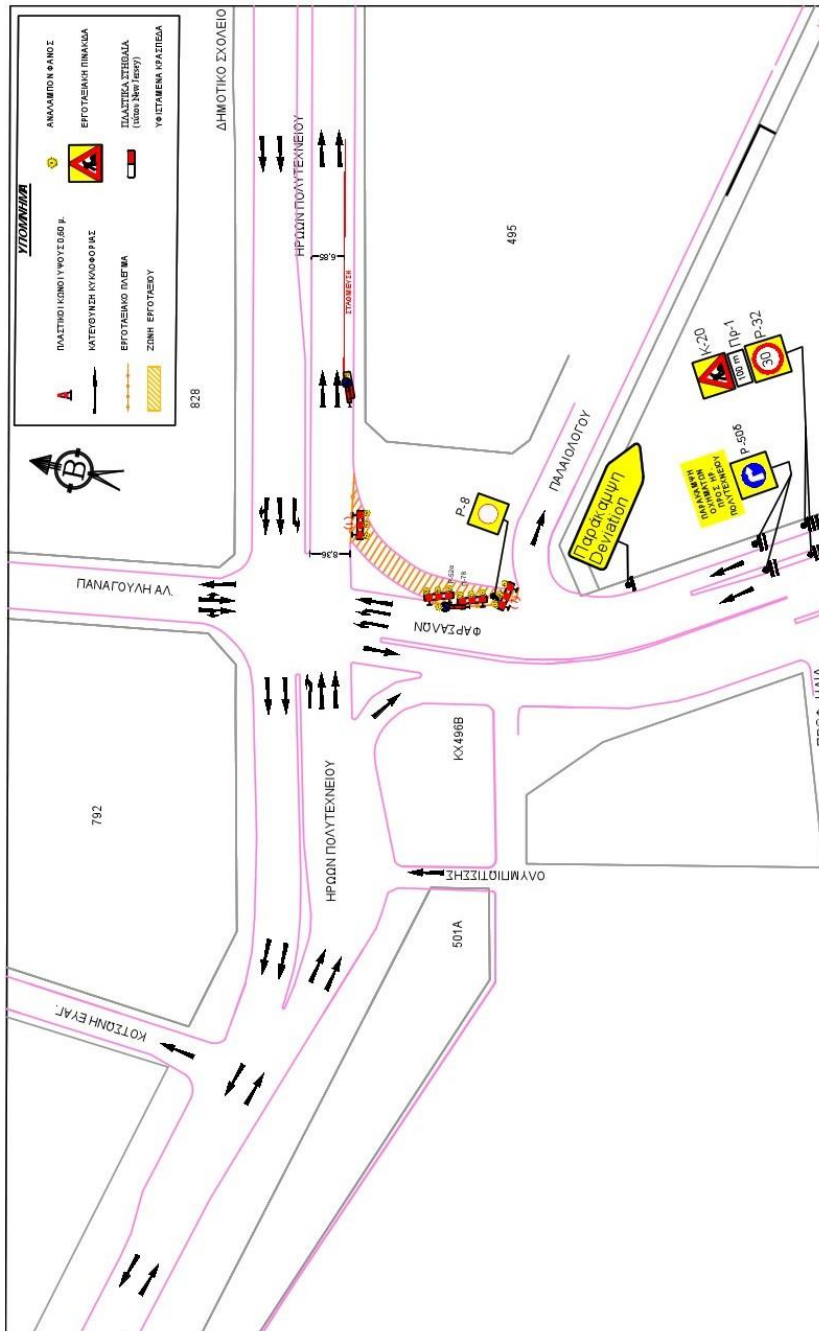 ΥΠΟΜΝΗΜΑ
ΠΛΑΣΤΙΚΟΙ ΚΩΝΟΙ ΥΨΟΥΣ 0,60 μ.
ΚΑΤΕΥΘΥΝΣΗ ΚΥΚΛΟΦΟΡΙΑΣ
ΕΡΓΟΤΑΞΙΑΚΟ ΠΛΕΓΜΑ
ΖΩΝΗ ΕΡΓΟΤΑΞΙΟΥ
ΑΝΑΛΑΜΠΩΝ ΦΑΝΟΣ
ΕΡΓΟΤΑΞΙΑΚΗ ΠΙΝΑΚΙΔΑ
ΠΛΑΣΤΙΚΑ ΣΤΗΘΑΙΑ
(τύπου New Jersey)
ΥΦΙΣΤΑΜΕΝΑ ΚΡΑΣΠΕΔΑ
Β
828
ΔΗΜΟΤΙΚΟ ΣΧΟΛΕΙΟ
ΗΡΩΩΝ ΠΟΛΥΤΕΧΝΕΙΟΥ
6,85
8,36
495
ΠΑΝΑΓΟΥΛΗ ΑΛ.
792
ΚΟΤΣΩΝΗ ΕΥΑΓ.
ΗΡΩΩΝ ΠΟΛΥΤΕΧΝΕΙΟΥ
ΚΧ496Β
501Α
ΟΛΥΜΠΙΩΤΙΣΣΗΣ
ΦΑΡΣΑΛΩΝ
Ρ-8
ΠΑΛΑΙΟΛΟΓΟΥ
Παράκαμψη
Deviation
ΠΑΡΑΚΑΜΨΗ
ΟΧΗΜΑΤΩΝ
ΠΡΟΣ ΗΡ.
ΠΟΛΥΤΕΧΝΕΙΟΥ
Ρ-50δ
Κ-20
100 m
Πρ-1
30
Ρ-32